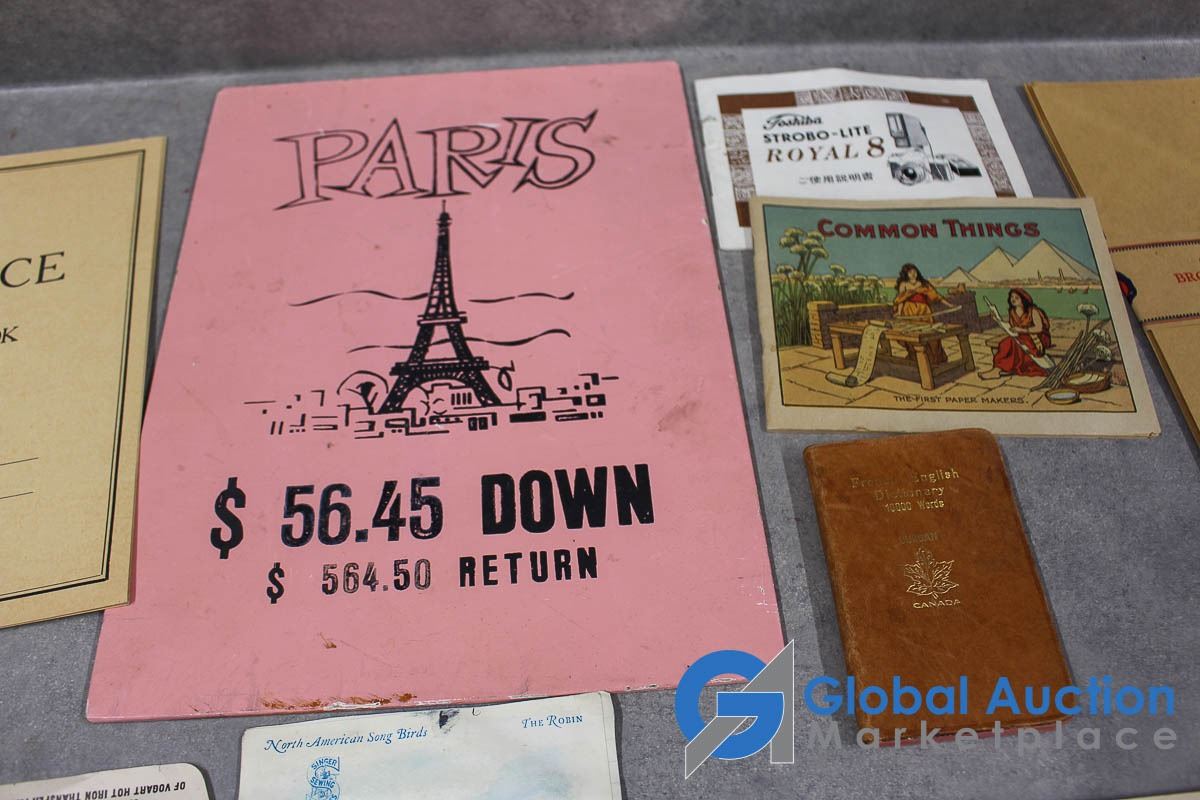 CE
PARIS
$ 56.45 DOWN
$ 564.50 RETURN
Toshiba
STROBO-LITE
ROYAL 8
ご使用説明書
COMMON THINGS
THE FIRST PAPER MAKERS.
English
Dictionary
10000 Words
CANADA
BRO
North American Song Birds
THE ROBIN
SINGER
SEWING
OF VOGART HOT IRON TRANSFER
Global Auction
Marketplace